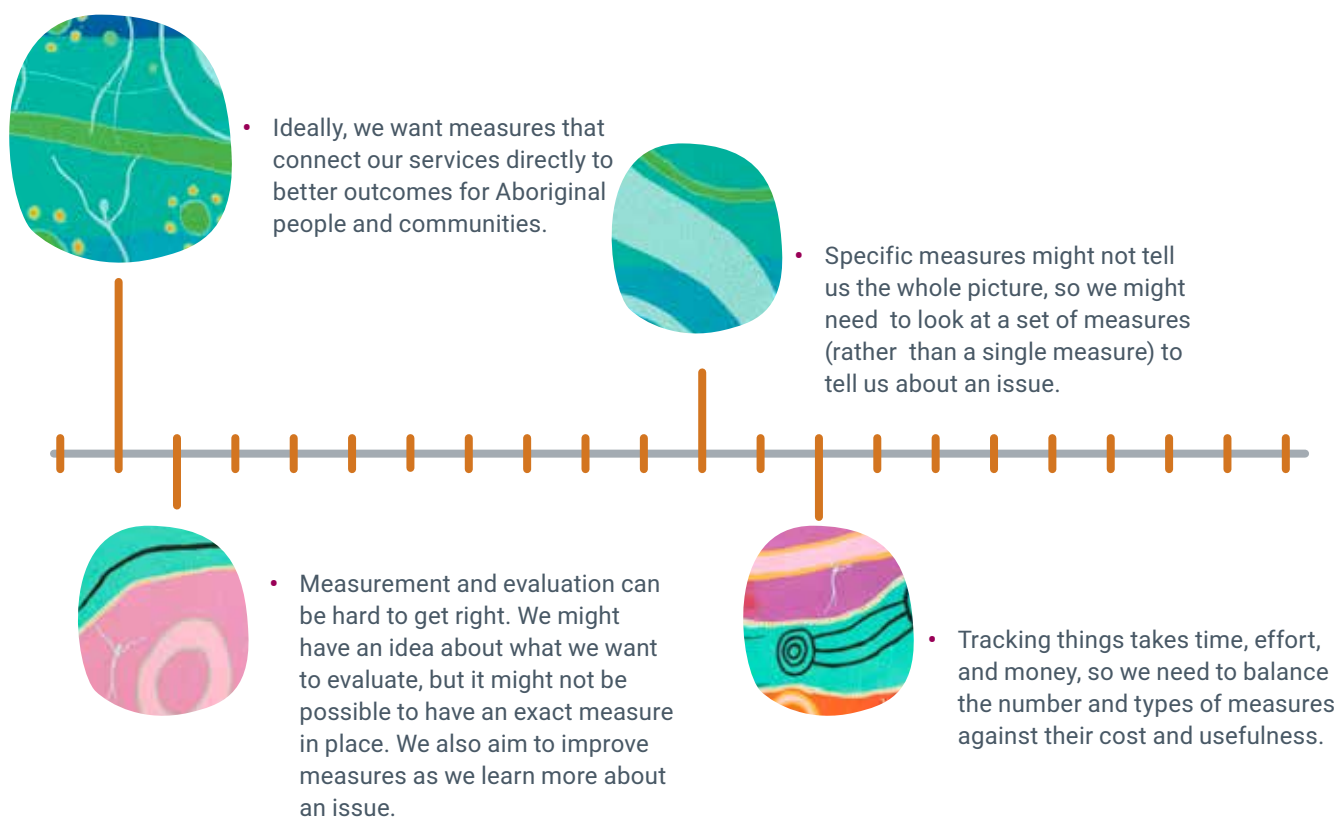 • Ideally, we want measures that
connect our services directly to
better outcomes for Aboriginal
people and communities.
• Specific measures might not tell
us the whole picture, so we might
need  to look at a set of measures
(rather  than a single measure) to
tell us about an issue.
• Measurement and evaluation can
be hard to get right. We might
have an idea about what we want
to evaluate, but it might not be
possible to have an exact measure
in place. We also aim to improve
measures as we learn more about
an issue.
• Tracking things takes time, effort,
and money, so we need to balance
the number and types of measures
against their cost and usefulness.